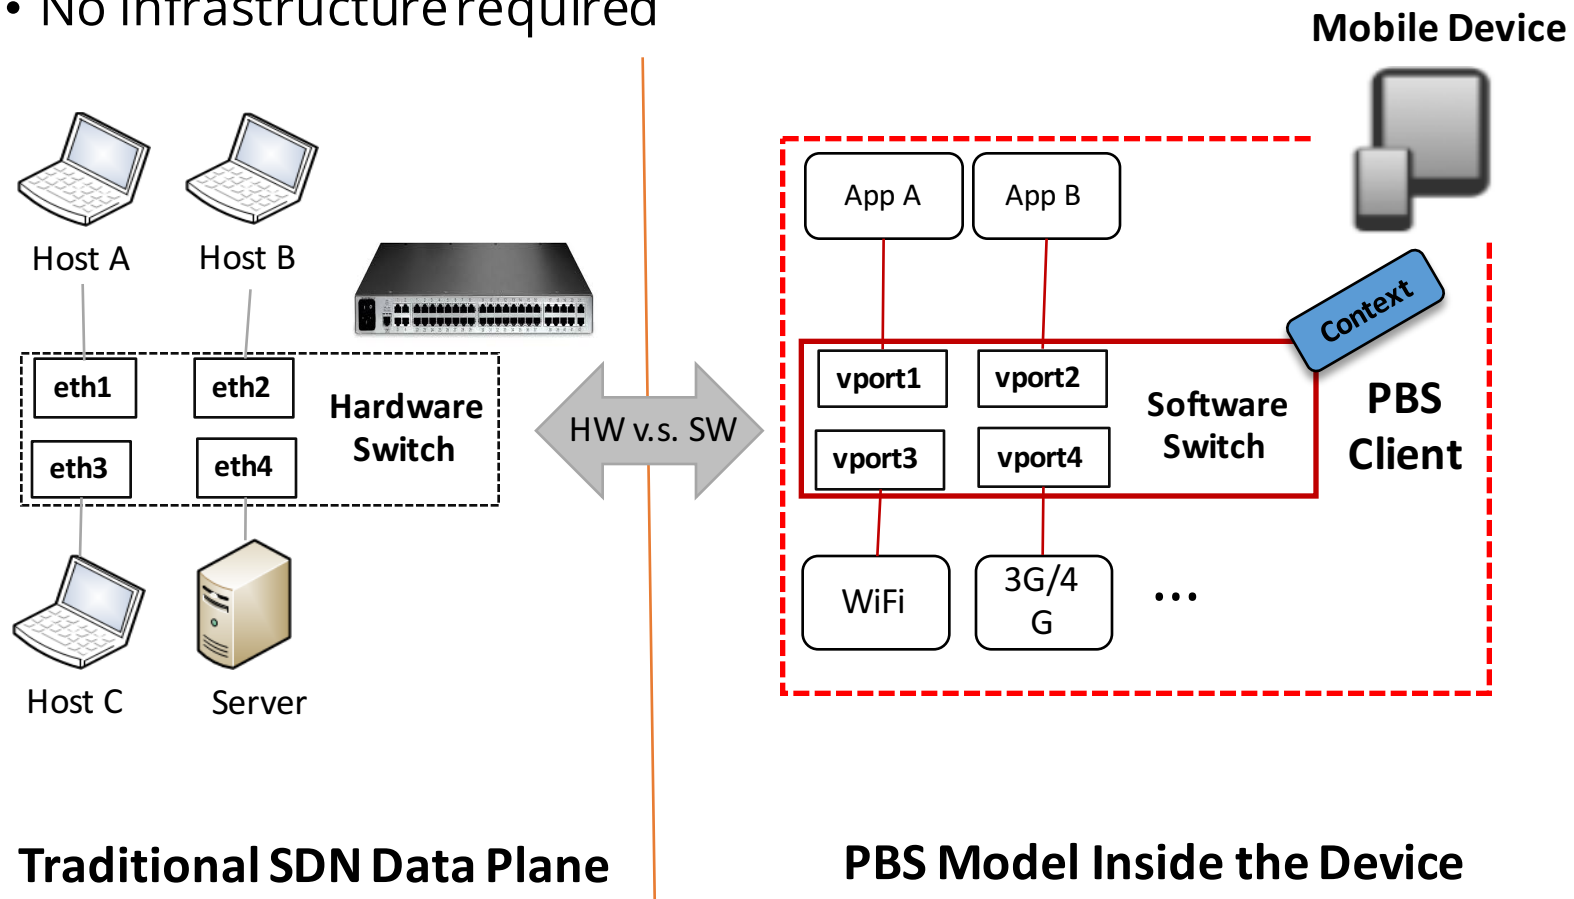 • No infrastructure required
Mobile Device
Host A
Host B
eth1
eth2
eth3
eth4
Hardware
Switch
Host C
Server
HW v.s. SW
App A
App B
Context
vport1
vport2
vport3
vport4
Software
Switch
PBS
Client
WiFi
3G/4
G
...
Traditional SDN Data Plane
PBS Model Inside the Device